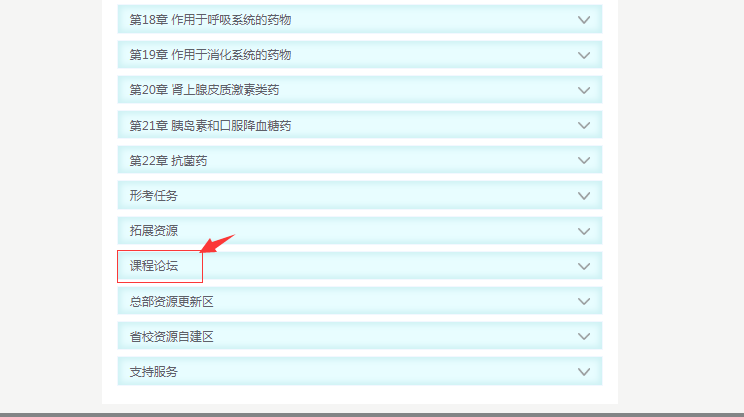 第18章 作用于呼吸系统的药物
第19章 作用于消化系统的药物
第20章 肾上腺皮质激素类药
第21章 胰岛素和口服降血糖药
第22章 抗菌药
形考任务
拓展资源
课程论坛
总部资源更新区
省校资源自建区
支持服务